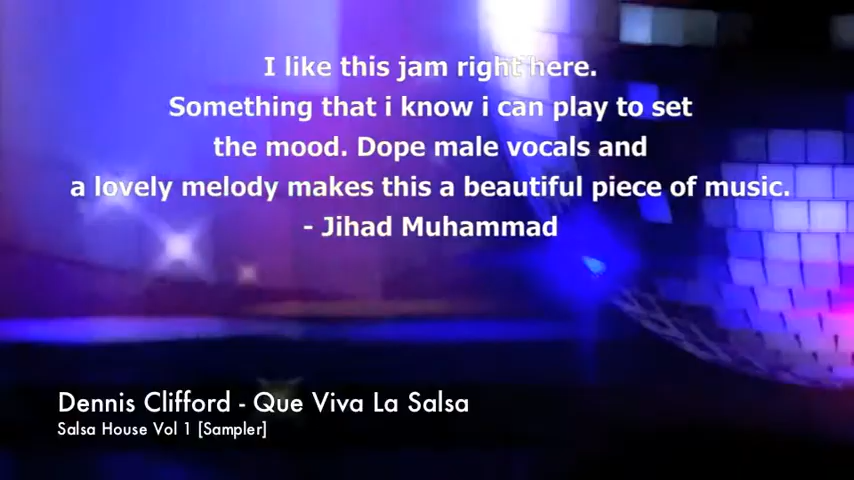 I like this jam right here.
Something that i know i can play to set
the mood. Dope male vocals and
a lovely melody makes this a beautiful piece of music.
- Jihad Muhammad
Dennis Clifford - Que Viva La Salsa
Salsa House Vol 1 [Sampler]